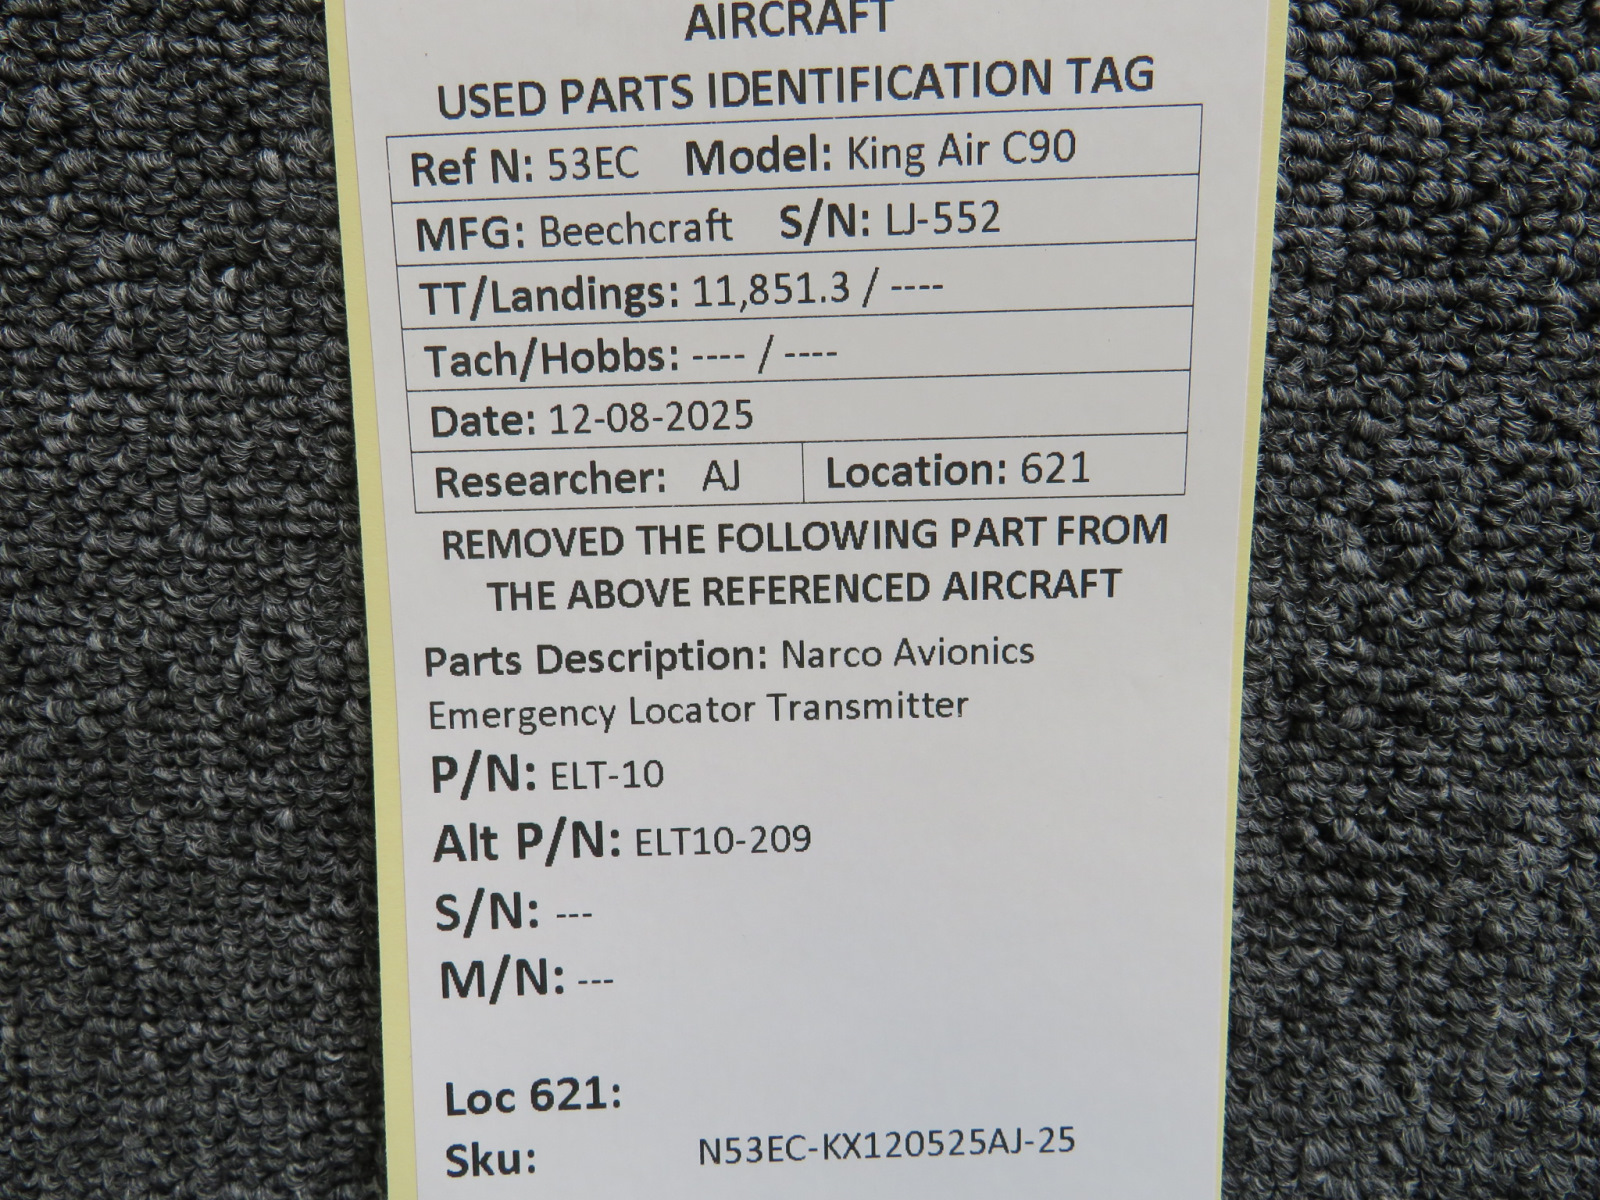 AIRCRAFT
USED PARTS IDENTIFICATION TAG
Ref N: 53EC Model: King Air C90
MFG: Beechcraft S/N: LJ-552
TT/Landings: 11,851.3 / ----
Tach/Hobbs: ---- / ----
Date: 12-08-2025
Researcher: AJ Location: 621
REMOVED THE FOLLOWING PART FROM
THE ABOVE REFERENCED AIRCRAFT
Parts Description: Narco Avionics
Emergency Locator Transmitter
P/N: ELT-10
Alt P/N: ELT10-209
S/N: ---
M/N: ---
Loc 621:
Sku: N53EC-KX120525AJ-25